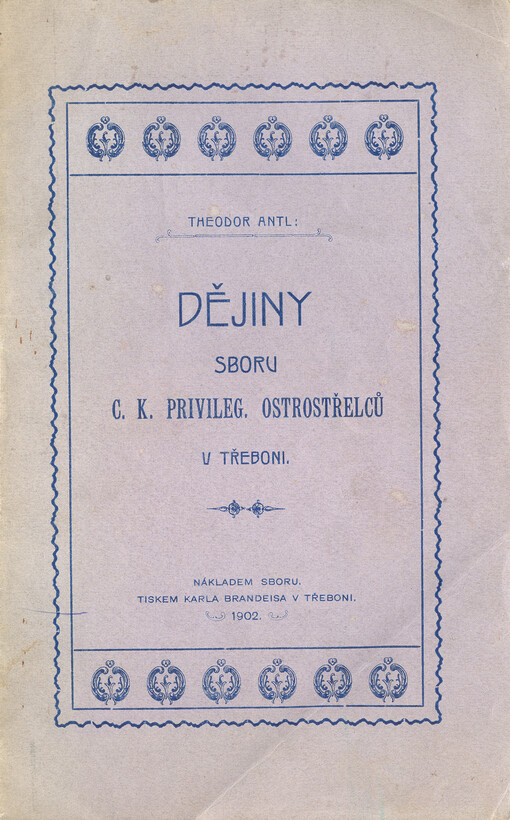 THEODOR ANTL:
DĚJINY
SBORU
C. K. PRIVILEG. OSTROSTŘELCŮ
V TŘEBONI.
NÁKLADEM SBORU.
TISKEM KARLA BRANDEISA V TŘEBONI.
1902.